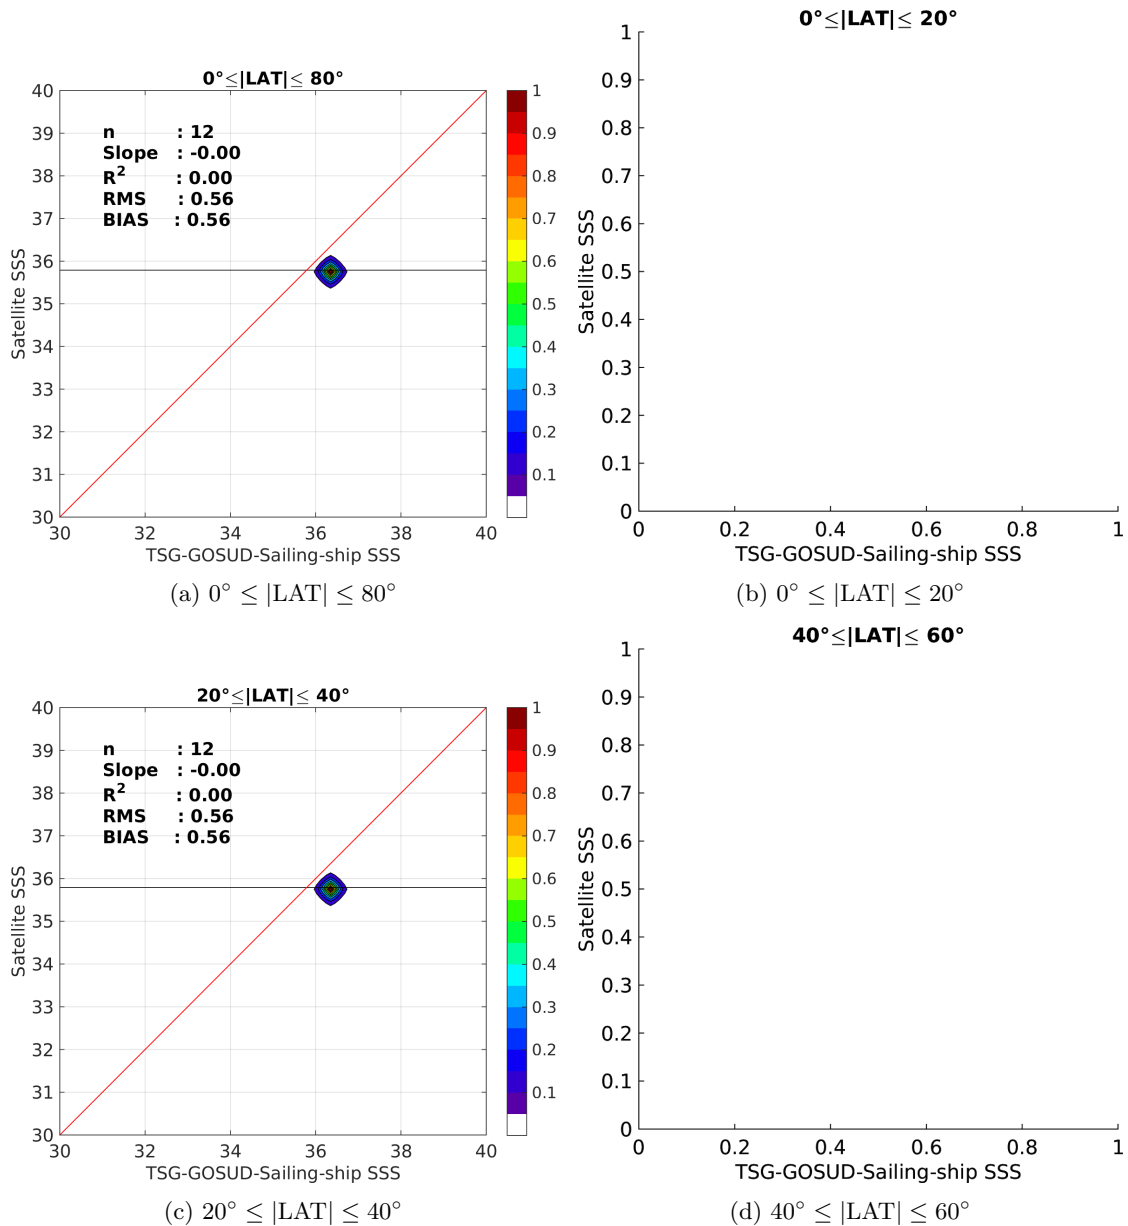 0°≤|LAT|≤ 80°
40
39
38
37
36
35
34
33
32
31
30
Satellite SSS
n : 12
Slope : -0.00
R² : 0.00
RMS : 0.56
BIAS : 0.56
1
0.9
0.8
0.7
0.6
0.5
0.4
0.3
0.2
0.1
30 32 34 36 38 40
TSG-GOSUD-Sailing-ship SSS
(a) 0° ≤ |LAT| ≤ 80°
0°≤|LAT|≤ 20°
1
0.9
0.8
0.7
0.6
0.5
0.4
0.3
0.2
0.1
0
Satellite SSS
0 0.2 0.4 0.6 0.8 1
TSG-GOSUD-Sailing-ship SSS
(b) 0° ≤ |LAT| ≤ 20°
20°≤|LAT|≤ 40°
40
39
38
37
36
35
34
33
32
31
30
Satellite SSS
n : 12
Slope : -0.00
R² : 0.00
RMS : 0.56
BIAS : 0.56
1
0.9
0.8
0.7
0.6
0.5
0.4
0.3
0.2
0.1
30 32 34 36 38 40
TSG-GOSUD-Sailing-ship SSS
(c) 20° ≤ |LAT| ≤ 40°
40°≤|LAT|≤ 60°
1
0.9
0.8
0.7
0.6
0.5
0.4
0.3
0.2
0.1
0
Satellite SSS
0 0.2 0.4 0.6 0.8 1
TSG-GOSUD-Sailing-ship SSS
(d) 40° ≤ |LAT| ≤ 60°